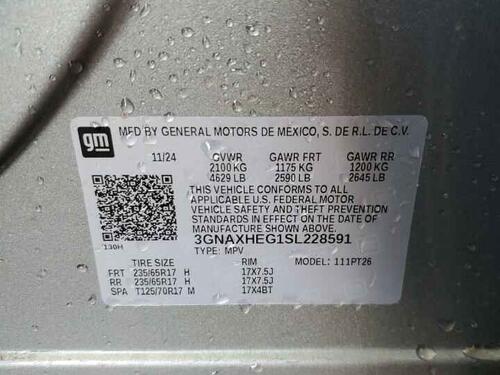 gm
MFD BY GENERAL MOTORS DE MÉXICO, S. DE R.L. DE C.V.
11/24 GVWR GAWR FRT GAWR RR
2100 KG 1175 KG 1200 KG
4629 LB 2590 LB 2645 LB
THIS VEHICLE CONFORMS TO ALL
APPLICABLE U.S. FEDERAL MOTOR
VEHICLE SAFETY AND THEFT PREVENTION
STANDARDS IN EFFECT ON THE DATE OF
MANUFACTURE SHOWN ABOVE.
3GNAXHEG1SL228591
130H TYPE: MPV
TIRE SIZE RIM MODEL: 111PT26
FRT 235/65R17 H 17X7.5J
RR 235/65R17 H 17X7.5J
SPA T125/70R17 M 17X4BT